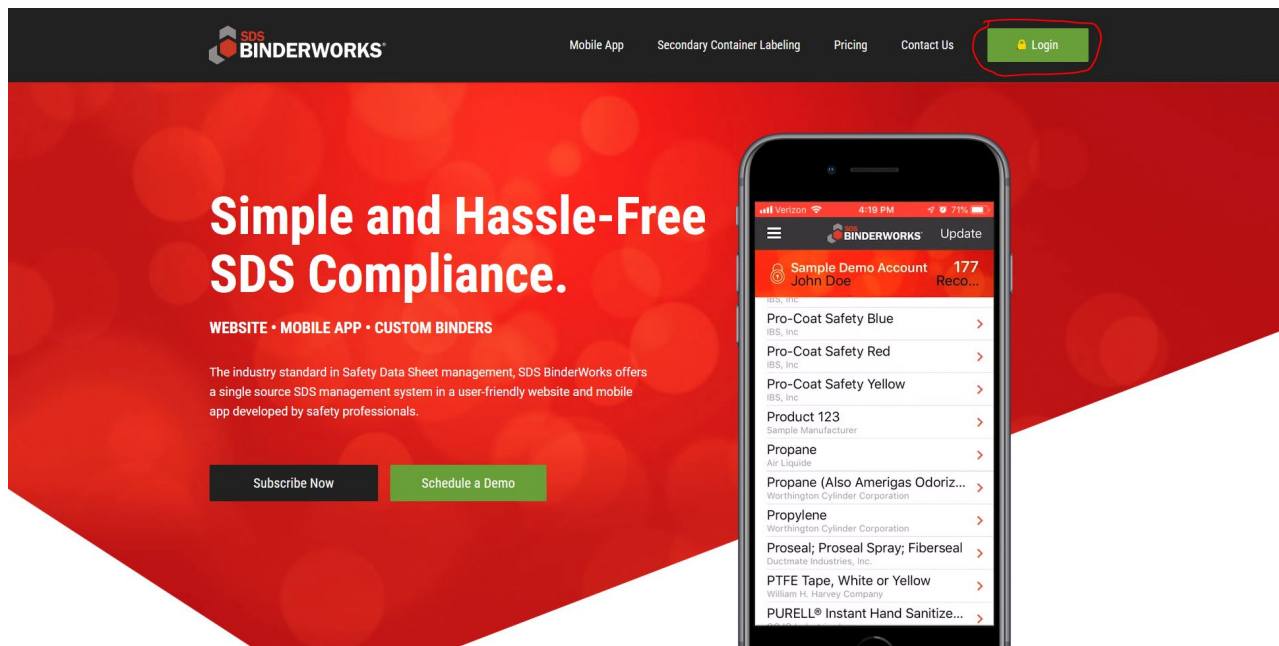 SDS
BINDERWORKS®
Mobile App
Secondary Container Labeling
Pricing
Contact Us
Login
Simple and Hassle-Free
SDS Compliance.
WEBSITE • MOBILE APP • CUSTOM BINDERS
The industry standard in Safety Data Sheet management, SDS BinderWorks offers
a single source SDS management system in a user-friendly website and mobile
app developed by safety professionals.
Subscribe Now
Schedule a Demo
Verizon 4:19 PM 71%
SDS
BINDERWORKS
Update
Sample Demo Account 177
John Doe Reco...
IBS, Inc
Pro-Coat Safety Blue
IBS, Inc
Pro-Coat Safety Red
IBS, Inc
Pro-Coat Safety Yellow
IBS, Inc
Product 123
Sample Manufacturer
Propane
Air Liquide
Propane (Also Amerigas Odoriz...
Worthington Cylinder Corporation
Propylene
Worthington Cylinder Corporation
Proseal; Proseal Spray; Fiberseal
Ductmate Industries, Inc.
PTFE Tape, White or Yellow
William H. Harvey Company
PURELL® Instant Hand Sanitize...